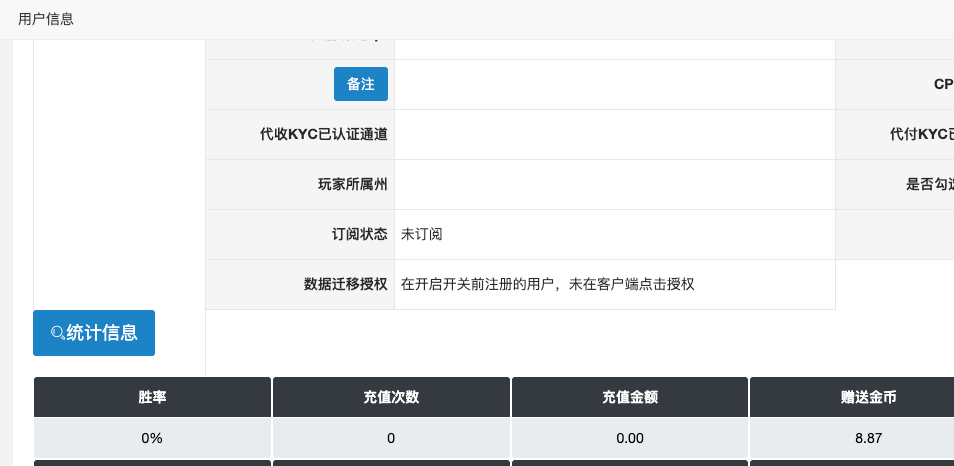 用户信息
备注
CP
代收KYC已认证通道
代付KYC已
玩家所属州
是否勾选
订阅状态 未订阅
数据迁移授权 在开启开关前注册的用户，未在客户端点击授权
统计信息
胜率 充值次数 充值金额 赠送金币
0% 0 0.00 8.87